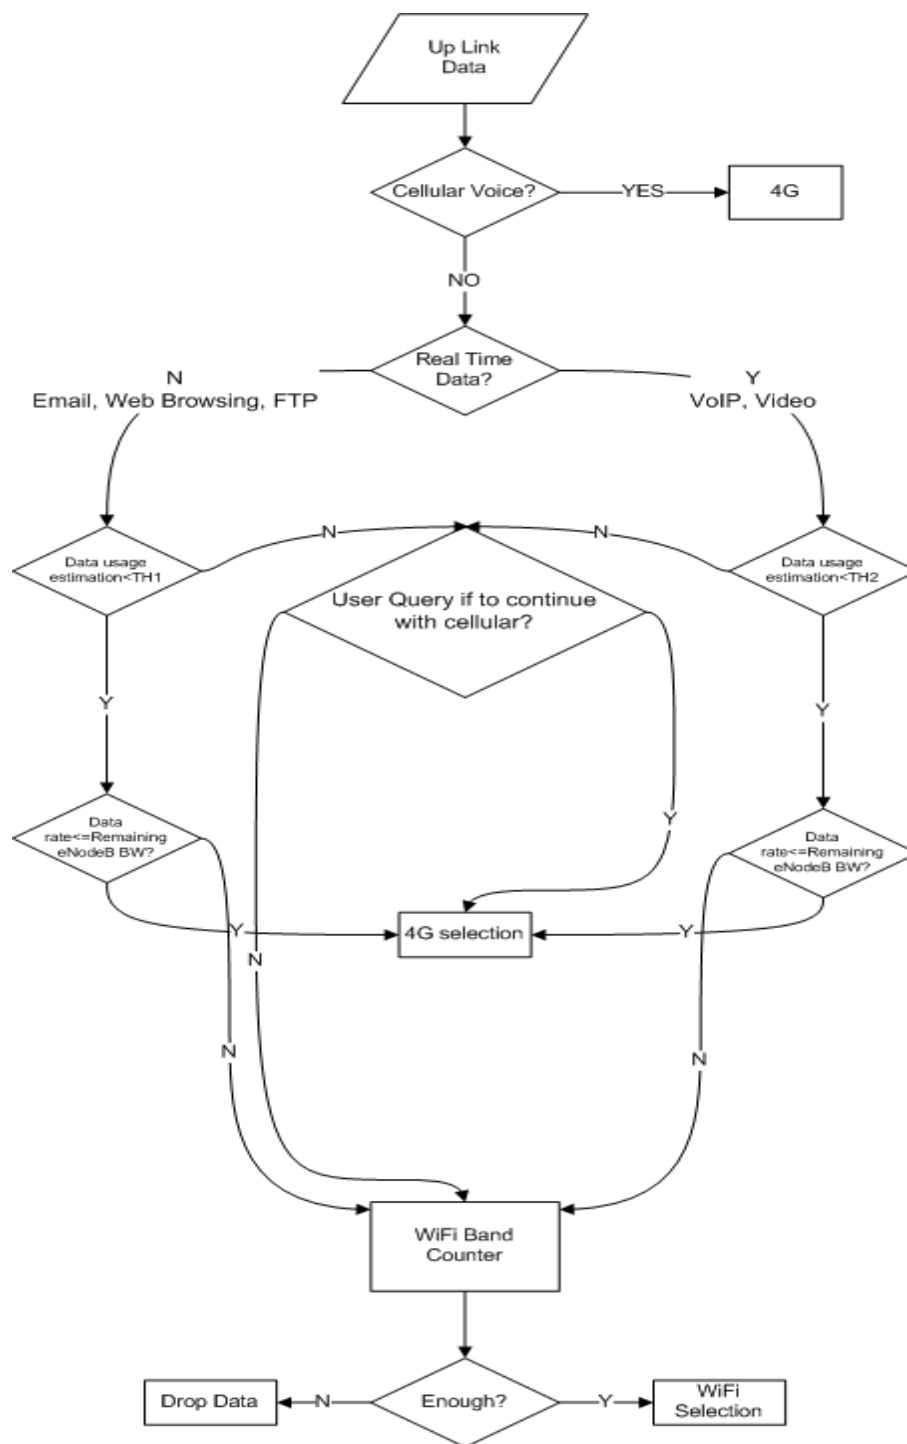 Up Link
Data
Cellular Voice?
YES
4G
NO
Real Time
Data?
N
Email, Web Browsing, FTP
Y
VoIP, Video
N
N
Data usage
estimation<TH1
User Query if to continue
with cellular?
Data usage
estimation<TH2
Y
Y
Data
rate<=Remaining
eNodeB BW?
Y
Data
rate<=Remaining
eNodeB BW?
Y
4G selection
Y
N
N
N
WiFi Band
Counter
Drop Data
N
Enough?
Y
WiFi
Selection